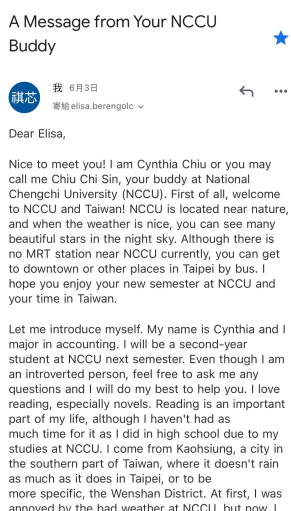 A Message from Your NCCU
Buddy
祺芯
我 6月3日
寄給 elisa.berengolc
Dear Elisa,
Nice to meet you! I am Cynthia Chiu or you may
call me Chiu Chi Sin, your buddy at National
Chengchi University (NCCU). First of all, welcome
to NCCU and Taiwan! NCCU is located near nature,
and when the weather is nice, you can see many
beautiful stars in the night sky. Although there is
no MRT station near NCCU currently, you can get
to downtown or other places in Taipei by bus. I
hope you enjoy your new semester at NCCU and
your time in Taiwan.
Let me introduce myself. My name is Cynthia and I
major in accounting. I will be a second-year
student at NCCU next semester. Even though I am
an introverted person, feel free to ask me any
questions and I will do my best to help you. I love
reading, especially novels. Reading is an important
part of my life, although I haven't had as
much time for it as I did in high school due to my
studies at NCCU. I come from Kaohsiung, a city in
the southern part of Taiwan, where it doesn't rain
as much as it does in Taipei, or to be
more specific, the Wenshan District. At first, I was
annoyed by the bad weather at NCCU, but now, I